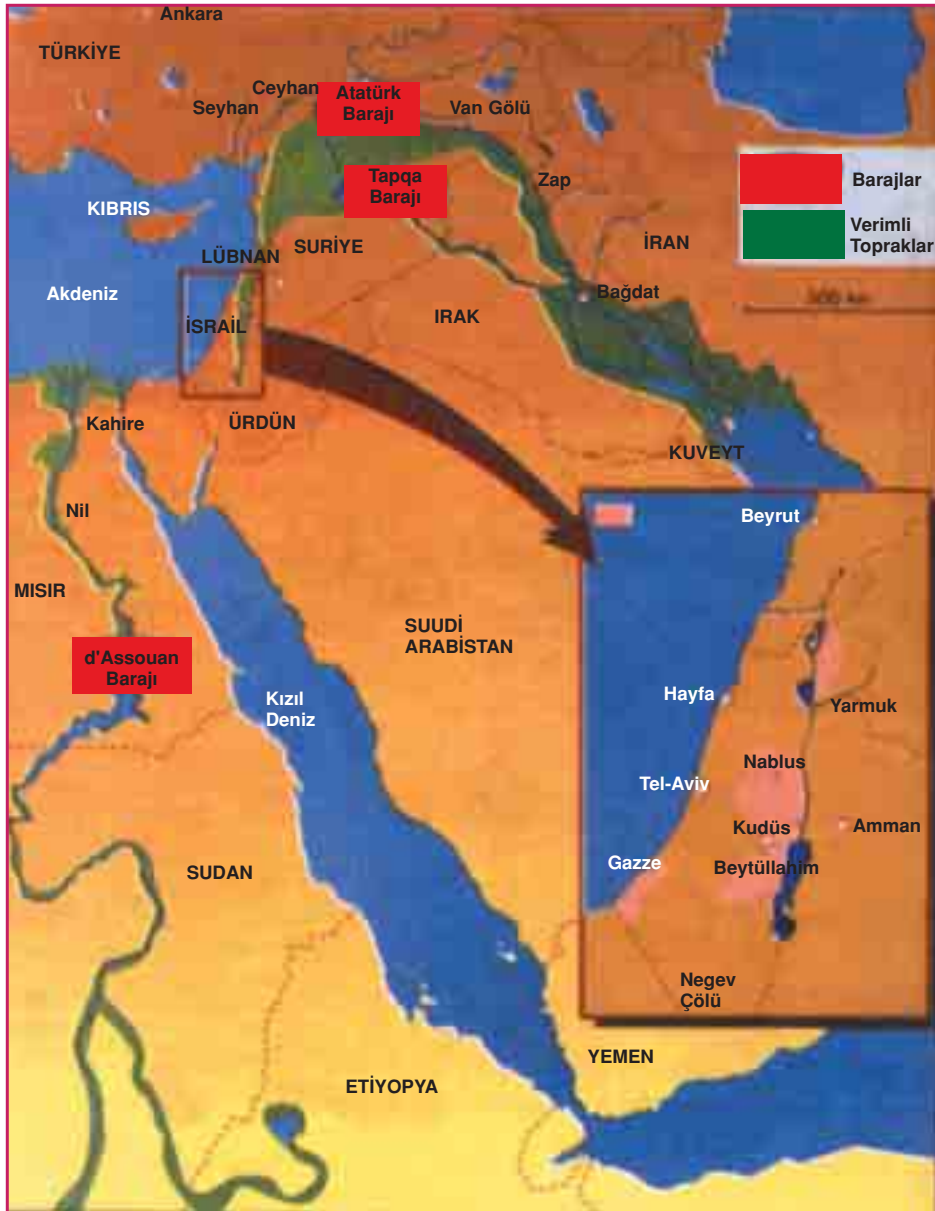 Ankara
TÜRKİYE
Ceyhan
Seyhan
Atatürk
Barajı
Van Gölü
Tapqa
Barajı
Zap
Barajlar
Verimli
Topraklar
KIBRIS
LÜBNAN
SURİYE
İRAN
Akdeniz
Bağdat
300 km
İSRAİL
IRAK
Kahire
ÜRDÜN
KUVEYT
Nil
Beyrut
MISIR
SUUDİ
ARABİSTAN
d'Assouan
Barajı
Kızıl
Deniz
Hayfa
Yarmuk
Nablus
Tel-Aviv
Kudüs
Amman
Gazze
Beytüllahim
SUDAN
Negev
Çölü
YEMEN
ETİYOPYA